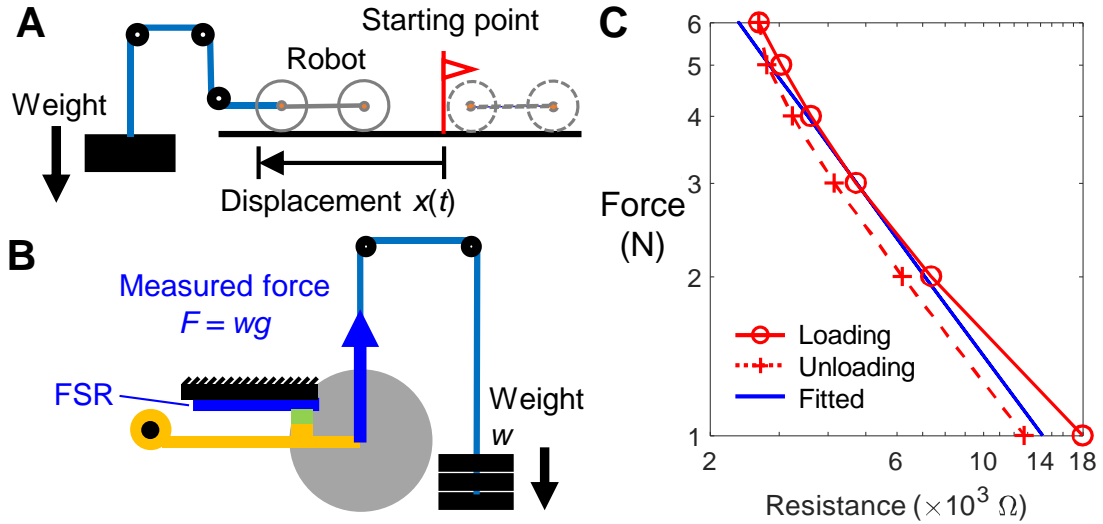 A
Starting point
Robot
Weight
Displacement x(t)
B
Measured force
F = wg
FSR
Weight
w
C
6
5
4
3
2
1
Force
(N)
Loading
Unloading
Fitted
2 6 10 14 18
Resistance (×10³ Ω)